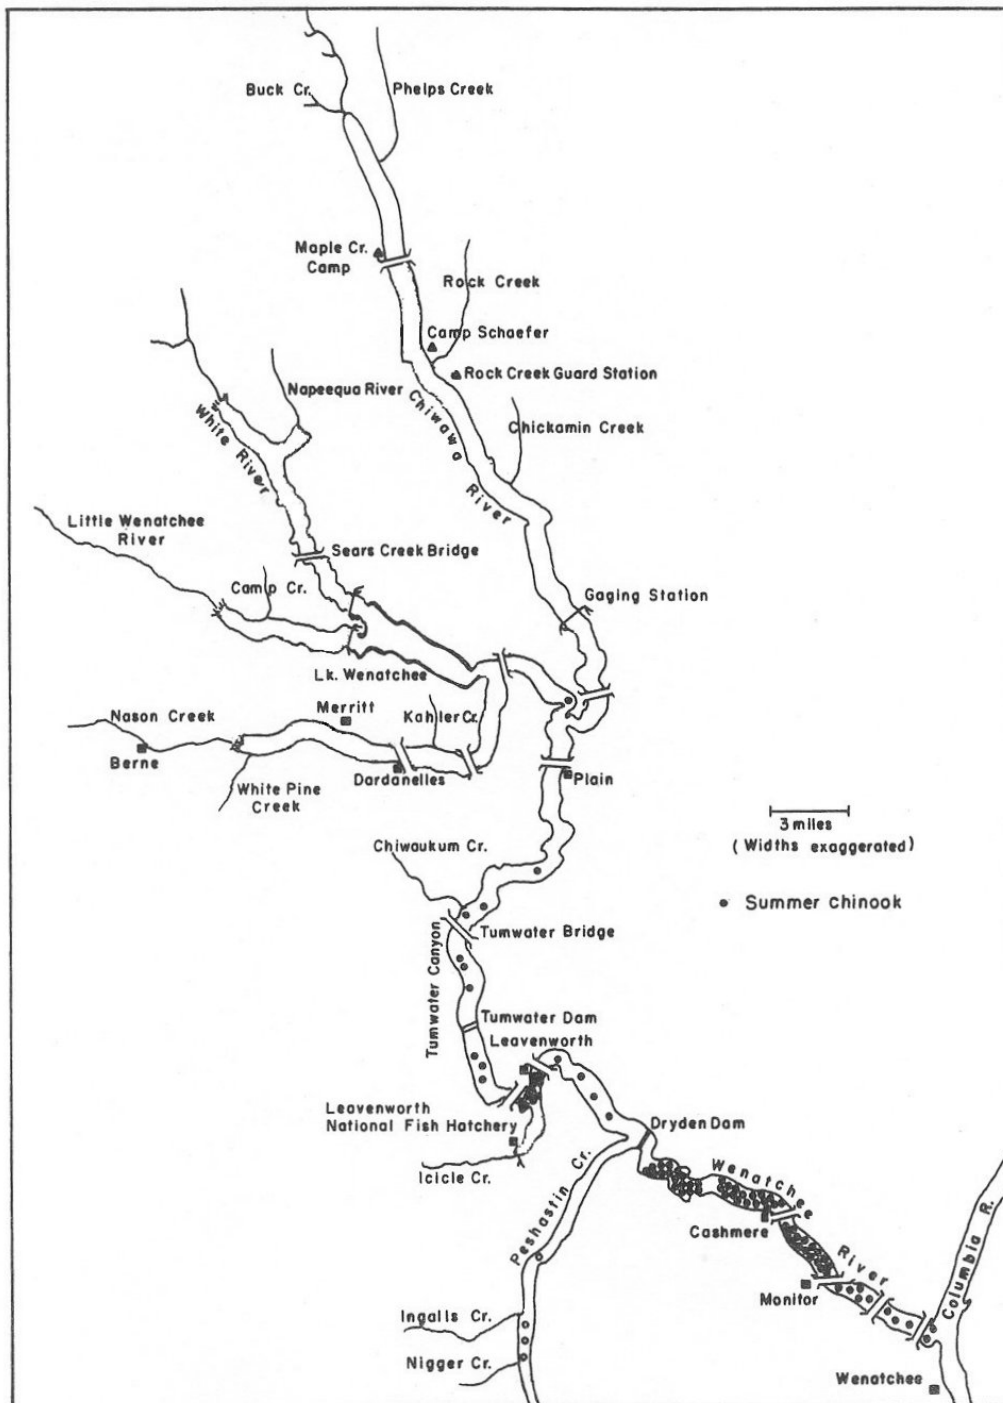 Buck Cr.
Phelps Creek
Maple Cr.
Camp
Rock Creek
Camp Schaefer
Rock Creek Guard Station
Napeequa River
Chiwawa
River
Chickamin Creek
White River
Little Wenatchee
River
Sears Creek Bridge
Camp Cr.
Gaging Station
Lk. Wenatchee
Nason Creek
Merritt
Kahler Cr.
Berne
Dardanelles
Plain
White Pine
Creek
3 miles
(Widths exaggerated)
Chiwaukum Cr.
Summer Chinook
Tumwater Bridge
Tumwater Canyon
Tumwater Dam
Leavenworth
Leavenworth
National Fish Hatchery
Dryden Dam
Icicle Cr.
Peshastin Cr.
Wenatchee
River
Cashmere
Columbia R.
Monitor
Ingalls Cr.
Nigger Cr.
Wenatchee